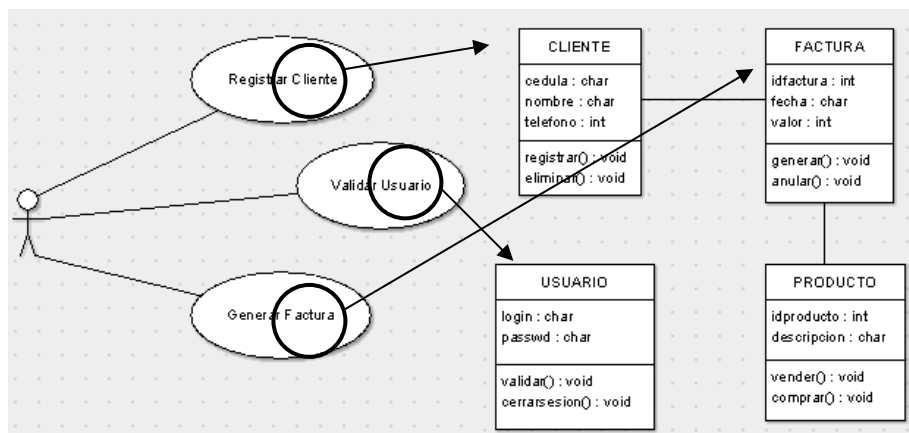 Registrar Cliente
Validar Usuario
Generar Factura
CLIENTE
cedula : char
nombre : char
telefono : int
registrar() : void
eliminar() : void
FACTURA
idfactura : int
fecha : char
valor : int
generar() : void
anular() : void
USUARIO
login : char
passwd : char
validar() : void
cerrarsesion() : void
PRODUCTO
idproducto : int
descripcion : char
vender() : void
comprar() : void